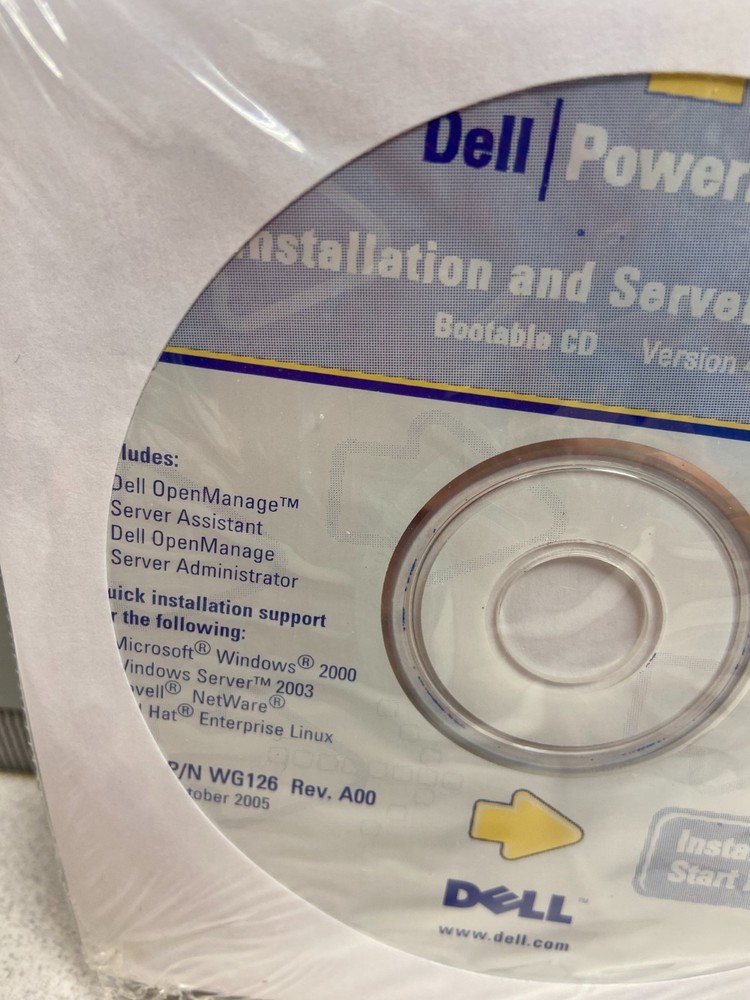 Dell | Power
nstallation and Serve
Bootable CD Version
ludes:
Dell OpenManage™
Server Assistant
Dell OpenManage
Server Administrator
uick installation support
r the following:
Microsoft® Windows® 2000
Windows Server™ 2003
ovell® NetWare®
Hat® Enterprise Linux
P/N WG126 Rev. A00
tober 2005
Insta
Start
DELL™
www.dell.com